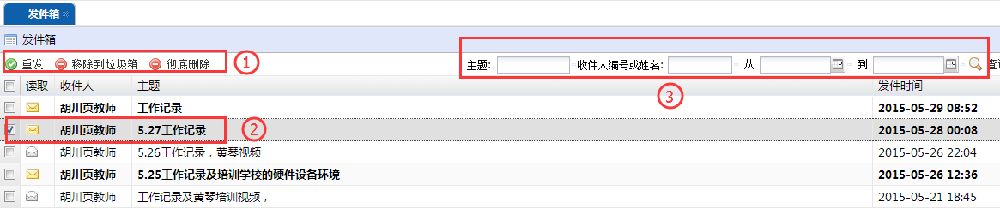 发件箱
发件箱
重发 移除到垃圾箱 彻底删除 ① 主题: 收件人编号或姓名: 从 到
③
读取 收件人 主题 发件时间
胡川页教师 工作记录 2015-05-29 08:52
胡川页教师 5.27工作记录 ② 2015-05-28 00:08
胡川页教师 5.26工作记录，黄琴视频 2015-05-26 22:04
胡川页教师 5.25工作记录及培训学校的硬件设备环境 2015-05-26 12:36
胡川页教师 工作记录及黄琴培训视频， 2015-05-21 18:45